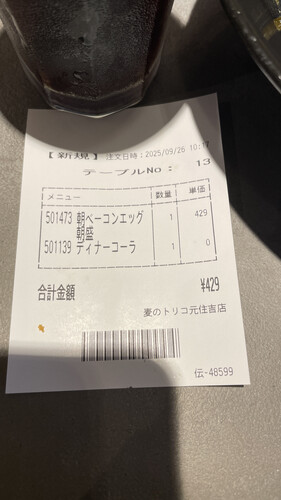 【 新規 】 注文日時：2025/09/26 10:17
テーブルNo： 13
メニュー 数量 単価
501473 朝ベーコンエッグ 1 429
朝盛
501139 ディナーコーラ 1 0
合計金額 ¥429
麦のトリコ元住吉店
伝-48599